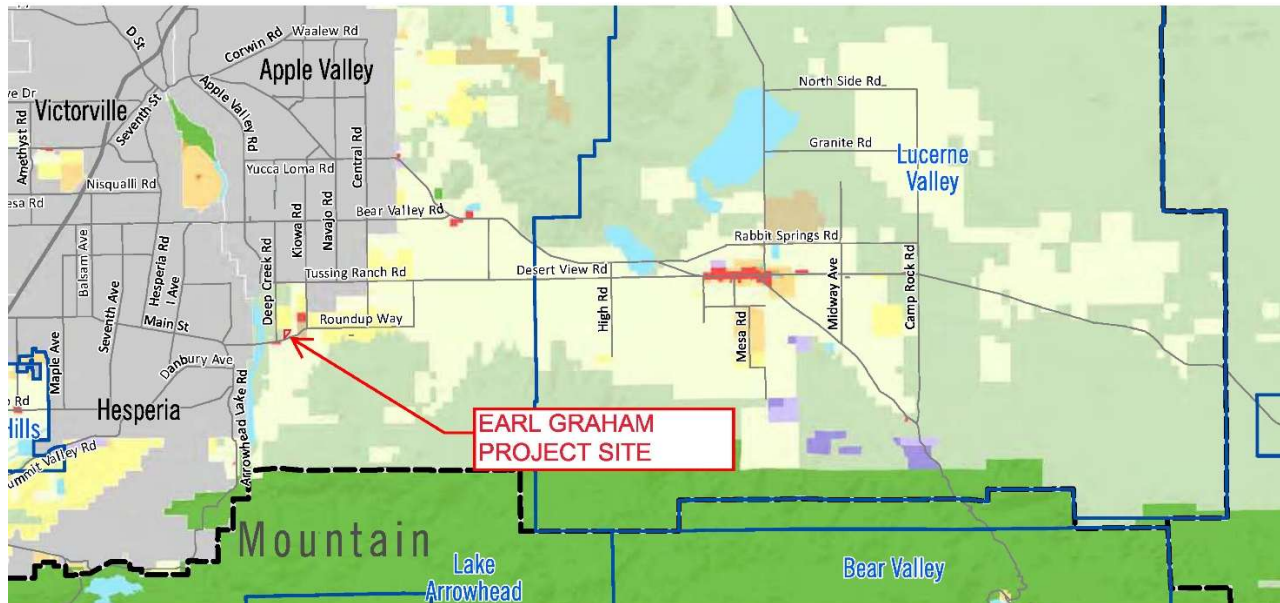 D St
Corwin Rd
Waalew Rd
Apple Valley
Victorville
Seventh St
Apple Valley Rd
Central Rd
Amethyst Rd
Nisqualli Rd
Yucca Loma Rd
Kiowa Rd
Navajo Rd
Bear Valley Rd
Balsam Ave
Hesperia Rd
I Ave
Deep Creek Rd
Tussing Ranch Rd
Desert View Rd
Seventh Ave
Main St
Roundup Way
Maple Ave
Danbury Ave
Hesperia
Arrowhead Lake Rd
Hills
North Side Rd
Granite Rd
Lucerne
Valley
Rabbit Springs Rd
High Rd
Mesa Rd
Midway Ave
Camp Rock Rd
EARL GRAHAM
PROJECT SITE
Mountain
Lake
Arrowhead
Bear Valley